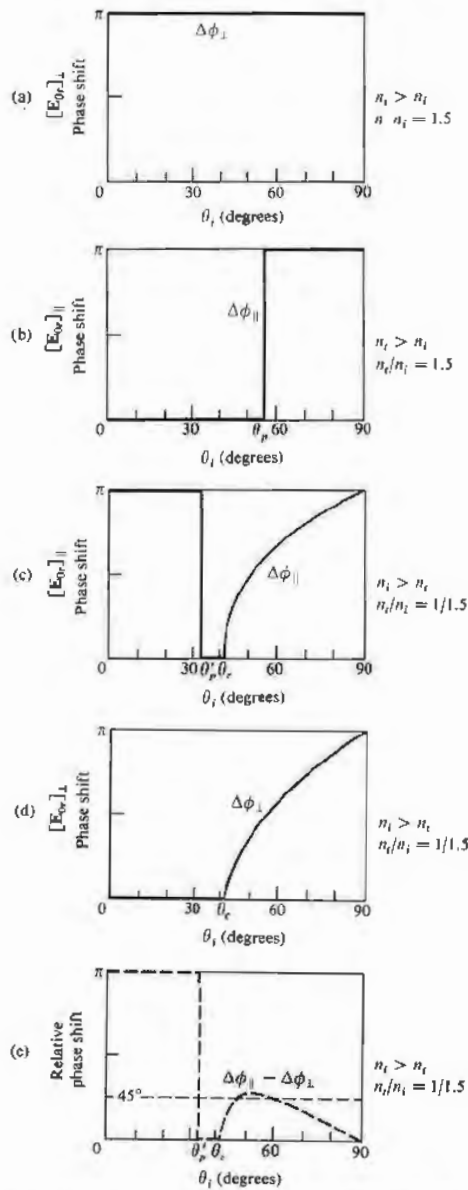 (a)
[E₀ᵣ]⊥
Phase shift
π
Δϕ⊥
0 30 60 90
θᵢ (degrees)
nₜ > nᵢ
n nᵢ = 1.5
(b)
[E₀ᵣ]∥
Phase shift
π
Δϕ∥
0 30 θₚ 60 90
θᵢ (degrees)
nₜ > nᵢ
nₜ/nᵢ = 1.5
(c)
[E₀ᵣ]∥
Phase shift
π
Δϕ∥
0 30 θ′ₚ θ꜀ 60 90
θᵢ (degrees)
nᵢ > nₜ
nₜ/nᵢ = 1/1.5
(d)
[E₀ᵣ]⊥
Phase shift
π
Δϕ⊥
0 30 θ꜀ 60 90
θᵢ (degrees)
nᵢ > nₜ
nₜ/nᵢ = 1/1.5
(e)
Relative
phase shift
π
45°
Δϕ∥ − Δϕ⊥
0 θ′ₚ θ꜀ 60 90
θᵢ (degrees)
nᵢ > nₜ
nₜ/nᵢ = 1/1.5